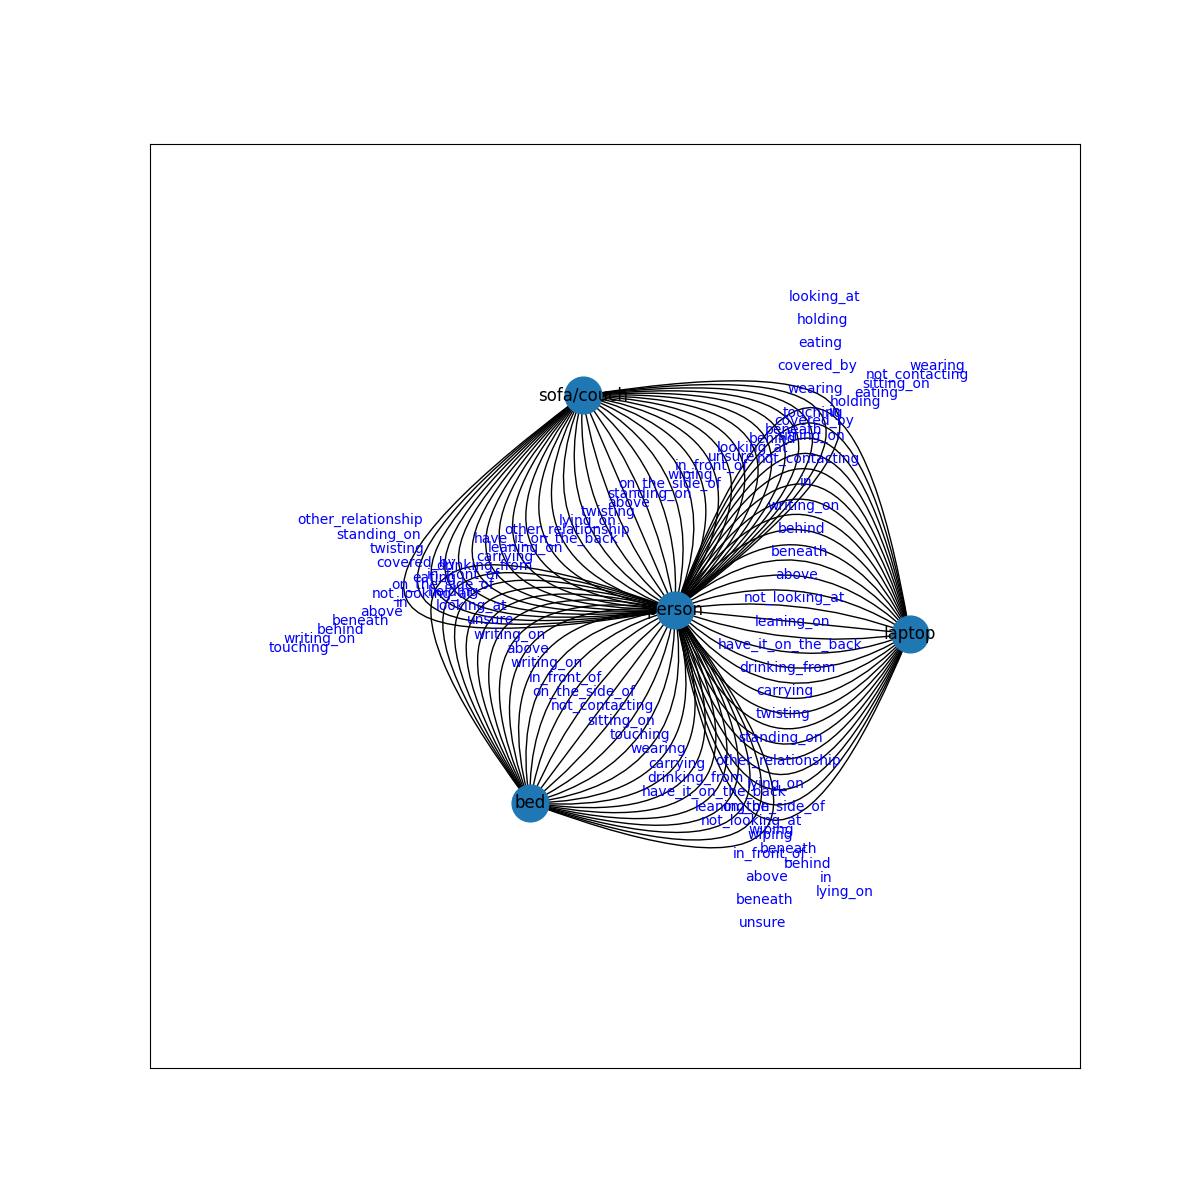 looking_at
holding
eating
covered_by
wearing
wearing
not_contacting
sitting_on
eating
holding
sofa/couch
touching
covered_by
beneath
behind
looking_at
unsure
not_contacting
in_front_of
wiping
in
on_the_side_of
standing_on
above
writing_on
twisting
lying_on
other_relationship
behind
other_relationship
standing_on
have_it_on_the_back
twisting
leaning_on
beneath
carrying
covered_by
drinking_from
in_front_of
above
eating
on_the_side_of
not_looking_at
not_looking_at
in
looking_at
above
person
beneath
unsure
leaning_on
behind
writing_on
laptop
writing_on
touching
above
have_it_on_the_back
writing_on
drinking_from
in_front_of
on_the_side_of
carrying
not_contacting
twisting
sitting_on
touching
standing_on
wearing
other_relationship
carrying
drinking_from
lying_on
have_it_on_the_back
bed
leaning_on
on_the_side_of
not_looking_at
wiping
wiping
beneath
in_front_of
behind
above
in
lying_on
beneath
unsure